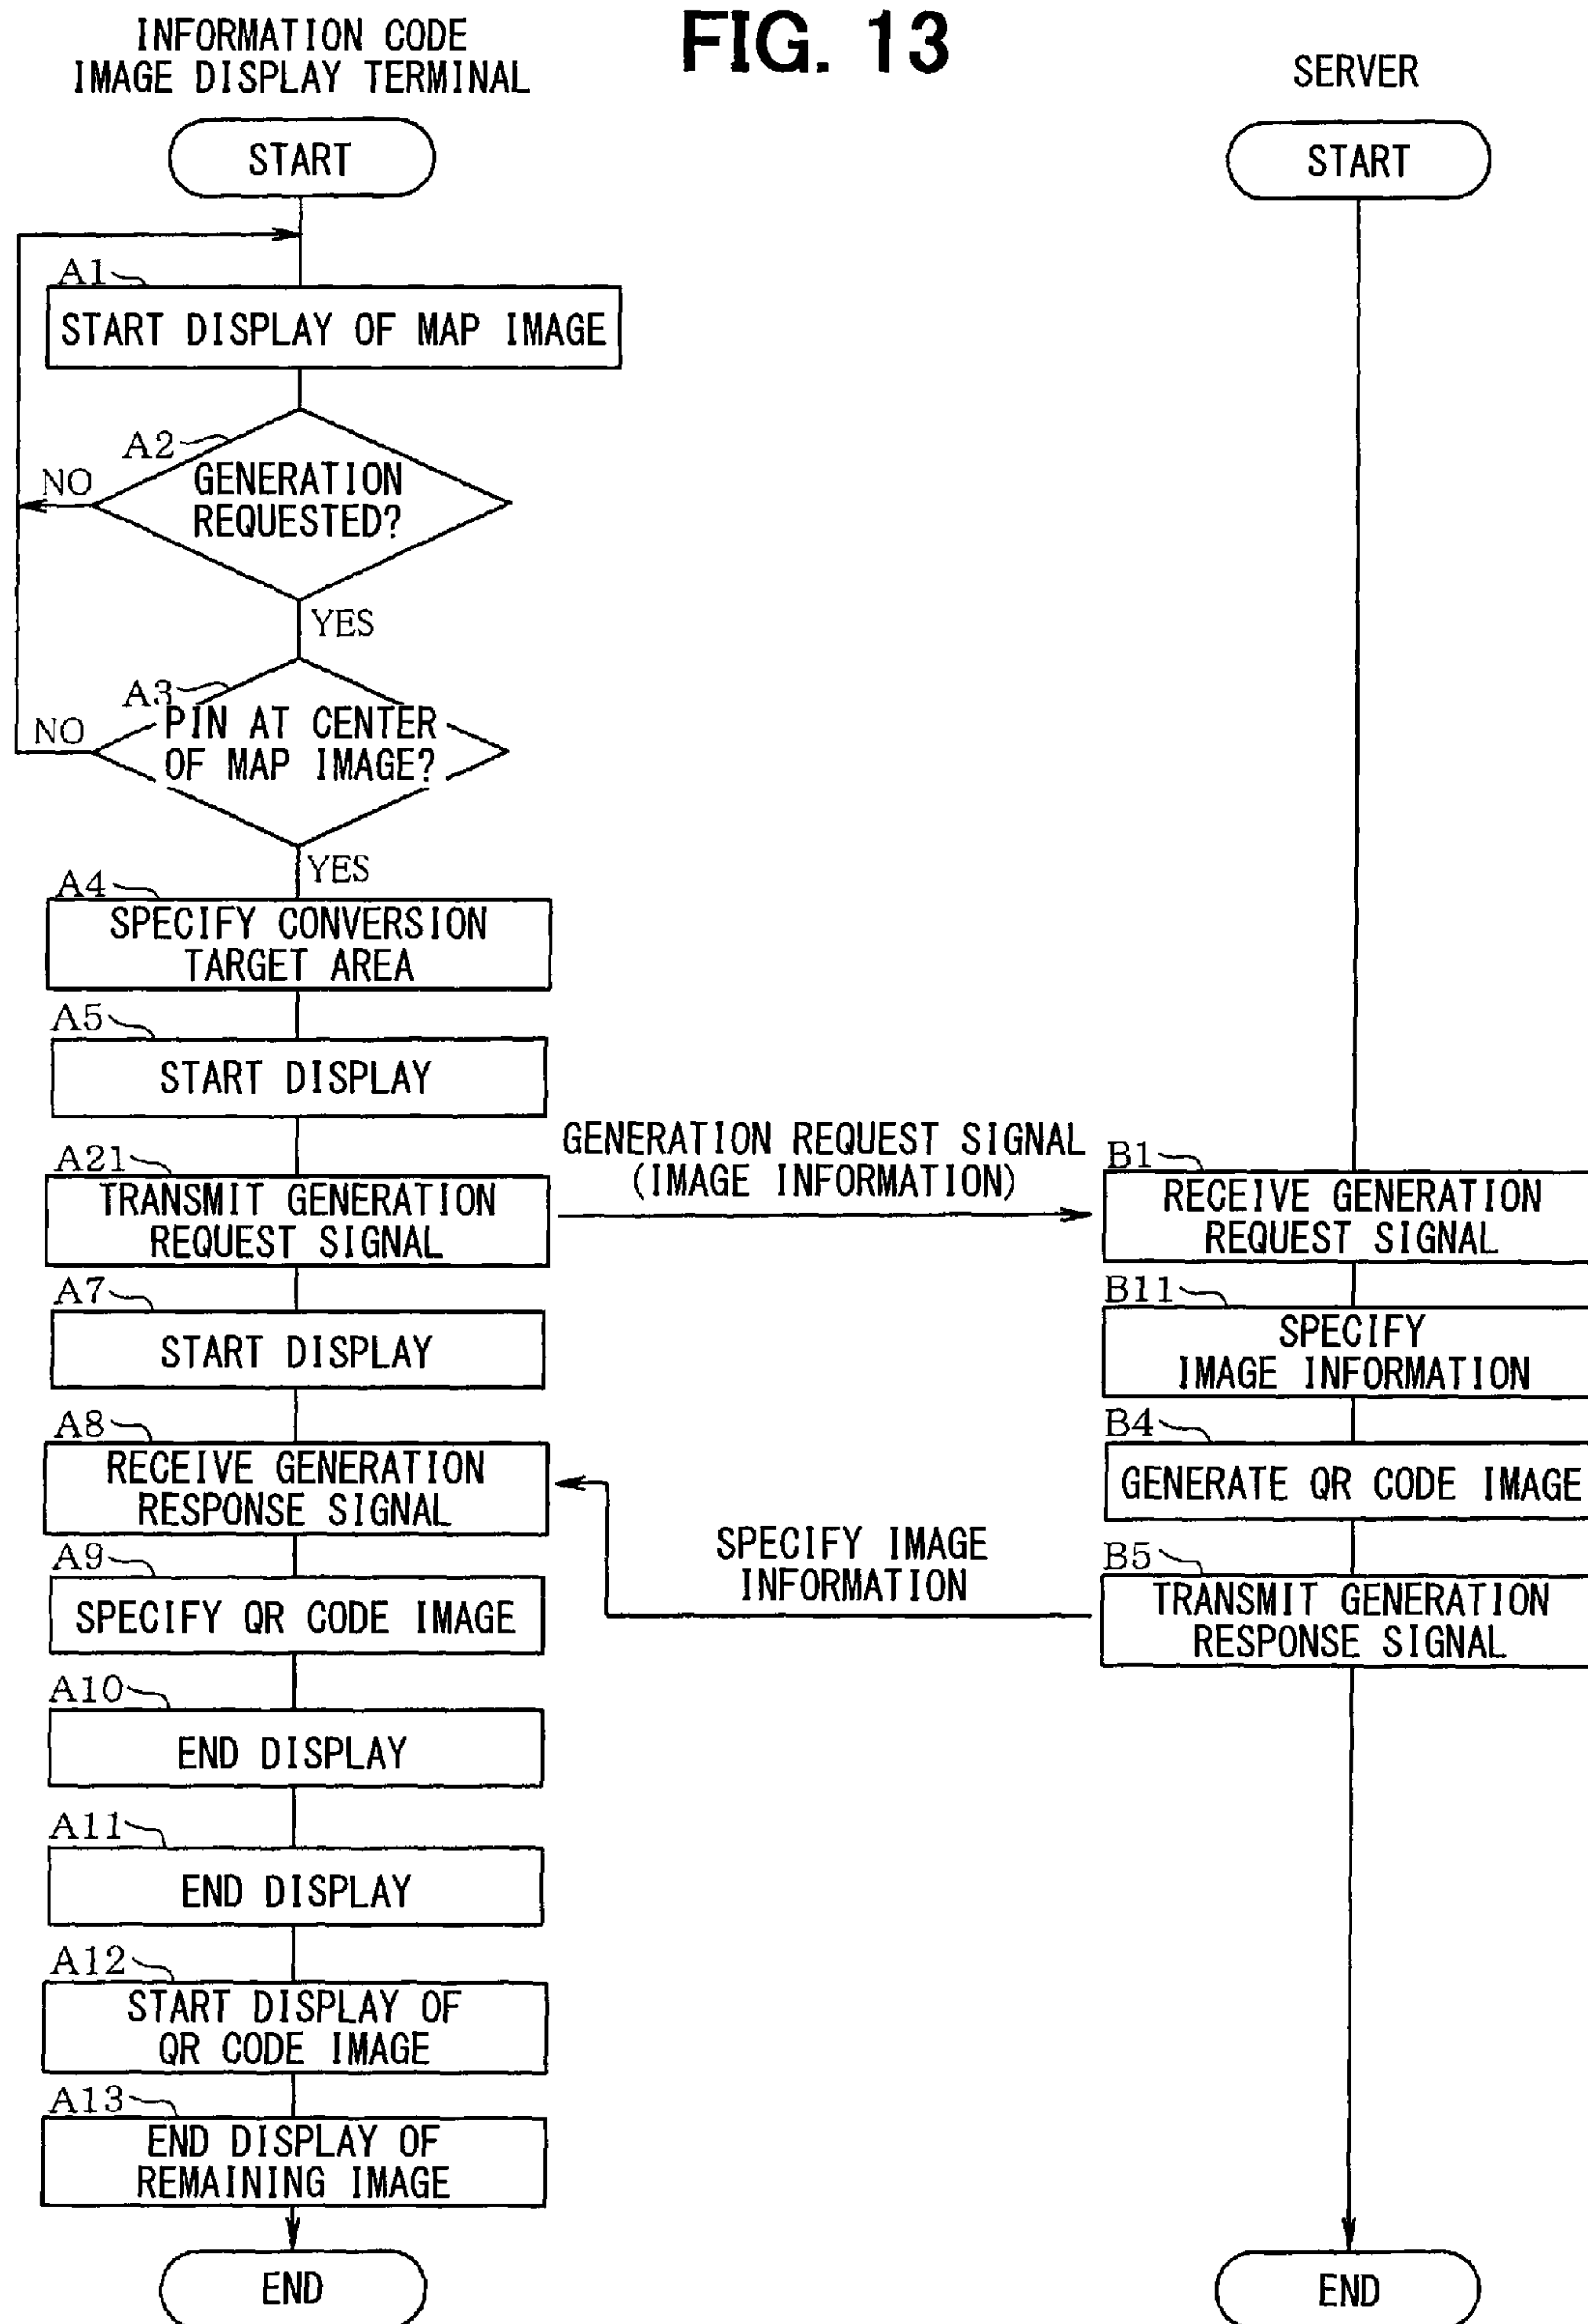 FIG. 13
INFORMATION CODE
IMAGE DISPLAY TERMINAL
START
A1
START DISPLAY OF MAP IMAGE
A2
GENERATION
REQUESTED?
NO
YES
A3
PIN AT CENTER
OF MAP IMAGE?
NO
YES
A4
SPECIFY CONVERSION
TARGET AREA
A5
START DISPLAY
A21
TRANSMIT GENERATION
REQUEST SIGNAL
A7
START DISPLAY
A8
RECEIVE GENERATION
RESPONSE SIGNAL
A9
SPECIFY QR CODE IMAGE
A10
END DISPLAY
A11
END DISPLAY
A12
START DISPLAY OF
QR CODE IMAGE
A13
END DISPLAY OF
REMAINING IMAGE
END
GENERATION REQUEST SIGNAL
(IMAGE INFORMATION)
SPECIFY IMAGE
INFORMATION
SERVER
START
B1
RECEIVE GENERATION
REQUEST SIGNAL
B11
SPECIFY
IMAGE INFORMATION
B4
GENERATE QR CODE IMAGE
B5
TRANSMIT GENERATION
RESPONSE SIGNAL
END